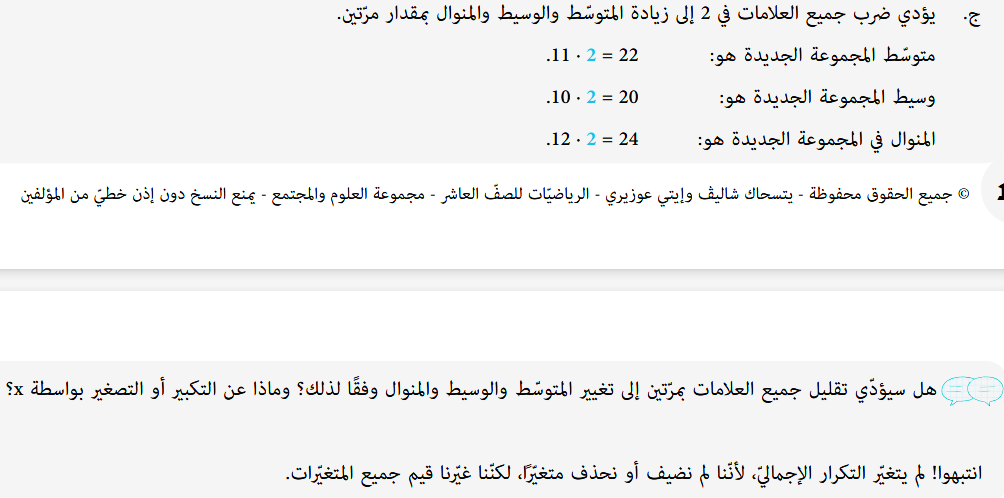 ج. يؤدي ضرب جميع العلامات في 2 إلى زيادة المتوسّط والوسيط والمنوال بمقدار مرّتين.
متوسّط المجموعة الجديدة هو: 11 · 2 = 22.
وسيط المجموعة الجديدة هو: 10 · 2 = 20.
المنوال في المجموعة الجديدة هو: 12 · 2 = 24.
© جميع الحقوق محفوظة - يتسحاك شاليڤ وإيتي عوزيري - الرياضيّات للصفّ العاشر - مجموعة العلوم والمجتمع - يمنع النسخ دون إذن خطيّ من المؤلفين
هل سيؤدّي تقليل جميع العلامات بمرّتين إلى تغيير المتوسّط والوسيط والمنوال وفقًا لذلك؟ وماذا عن التكبير أو التصغير بواسطة x؟
انتبهوا! لم يتغيّر التكرار الإجماليّ، لأنّنا لم نضيف أو نحذف متغيّرًا، لكنّنا غيّرنا قيم جميع المتغيّرات.